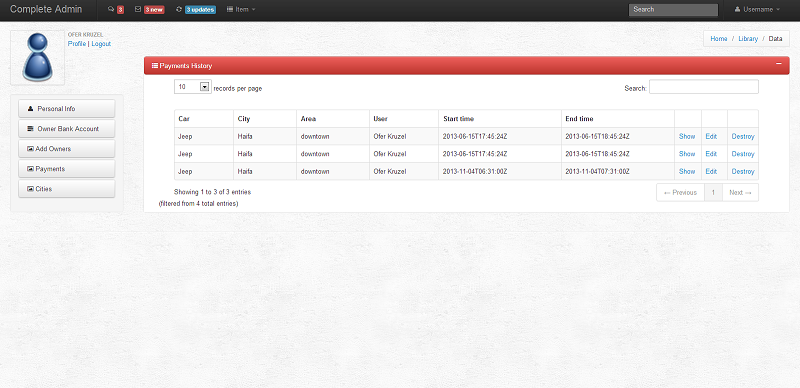 Complete Admin 3 3 new 3 updates Item Search Username
OFER KRUZEL
Profile | Logout
Home / Library / Data
Personal Info
Owner Bank Account
Add Owners
Payments
Cities
Payments History
10 records per page Search:
Car City Area User Start time End time
Jeep Haifa downtown Ofer Kruzel 2013-06-15T17:45:24Z 2013-06-15T18:45:24Z Show Edit Destroy
Jeep Haifa downtown Ofer Kruzel 2013-06-15T17:45:24Z 2013-06-15T18:45:24Z Show Edit Destroy
Jeep Haifa downtown Ofer Kruzel 2013-11-04T06:31:00Z 2013-11-04T07:31:00Z Show Edit Destroy
Showing 1 to 3 of 3 entries
(filtered from 4 total entries)
← Previous 1 Next →